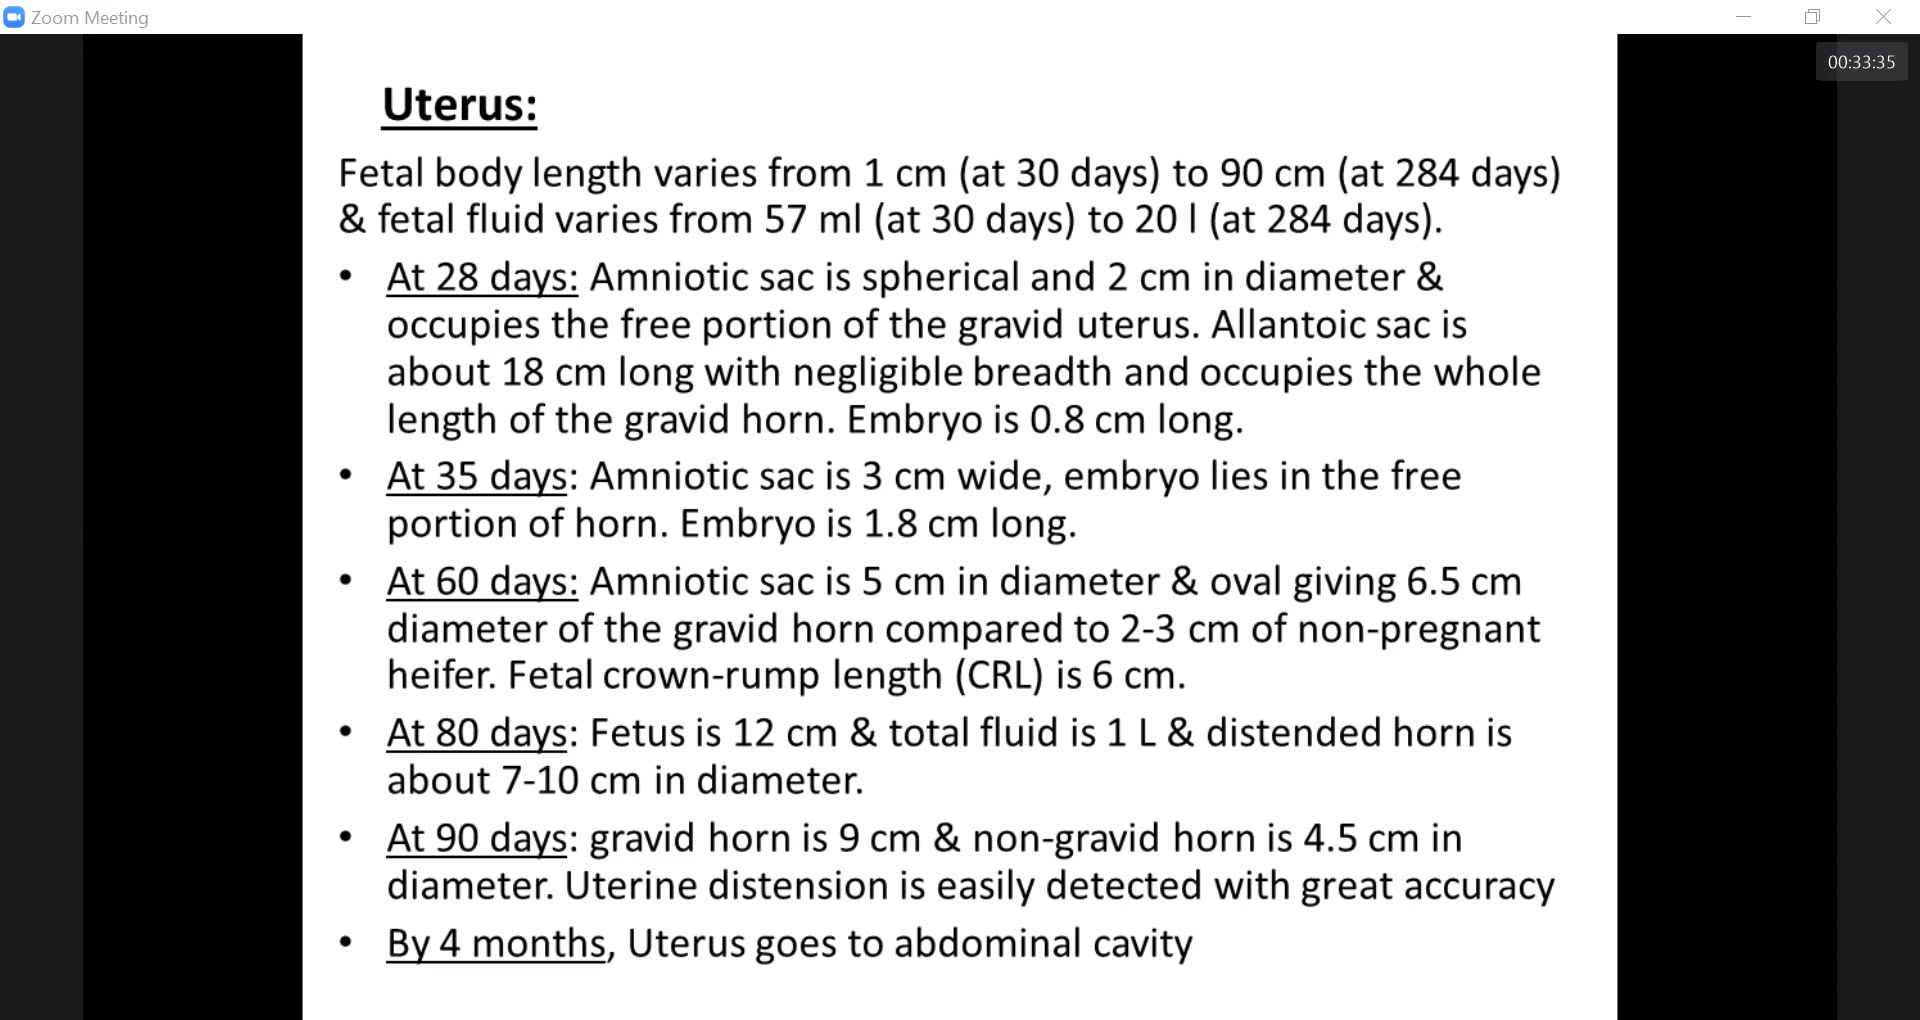 Zoom Meeting
00:33:35
Uterus:
Fetal body length varies from 1 cm (at 30 days) to 90 cm (at 284 days)
& fetal fluid varies from 57 ml (at 30 days) to 20 l (at 284 days).
• At 28 days: Amniotic sac is spherical and 2 cm in diameter &
occupies the free portion of the gravid uterus. Allantoic sac is
about 18 cm long with negligible breadth and occupies the whole
length of the gravid horn. Embryo is 0.8 cm long.
• At 35 days: Amniotic sac is 3 cm wide, embryo lies in the free
portion of horn. Embryo is 1.8 cm long.
• At 60 days: Amniotic sac is 5 cm in diameter & oval giving 6.5 cm
diameter of the gravid horn compared to 2-3 cm of non-pregnant
heifer. Fetal crown-rump length (CRL) is 6 cm.
• At 80 days: Fetus is 12 cm & total fluid is 1 L & distended horn is
about 7-10 cm in diameter.
• At 90 days: gravid horn is 9 cm & non-gravid horn is 4.5 cm in
diameter. Uterine distension is easily detected with great accuracy
• By 4 months, Uterus goes to abdominal cavity